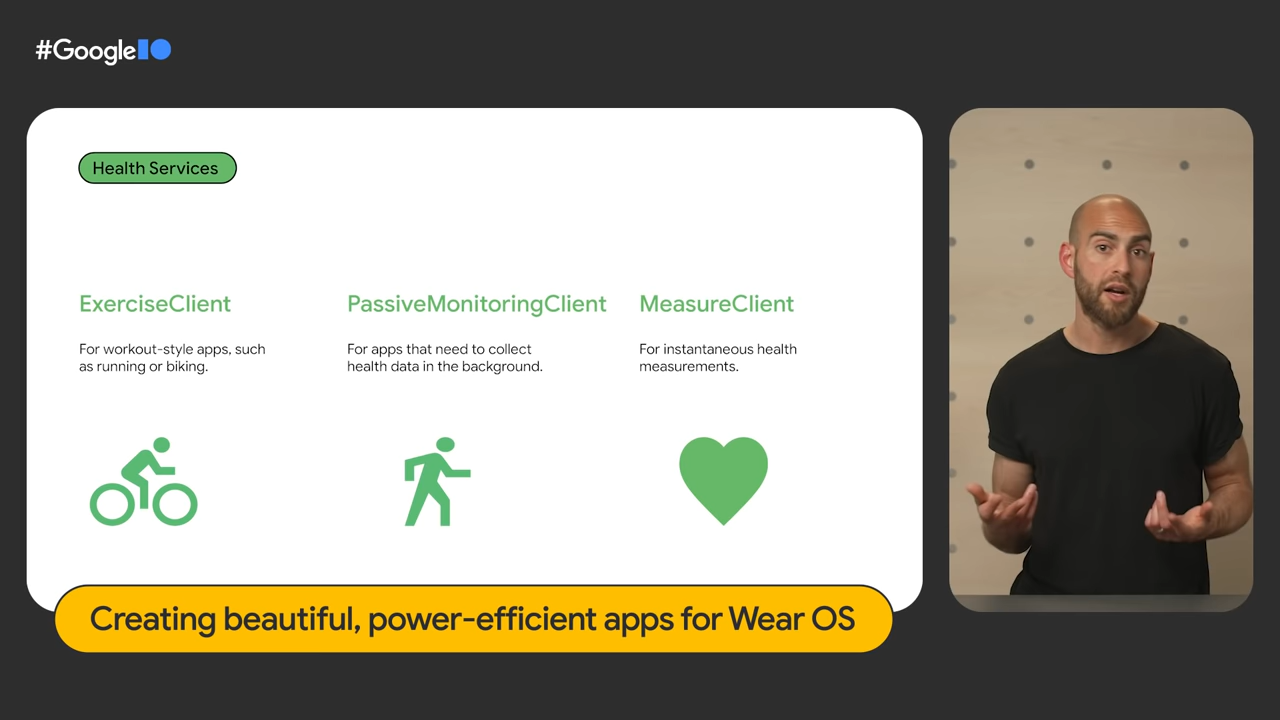 #GoogleIO
Health Services
ExerciseClient
For workout-style apps, such
as running or biking.
PassiveMonitoringClient
For apps that need to collect
health data in the background.
MeasureClient
For instantaneous health
measurements.
Creating beautiful, power-efficient apps for Wear OS